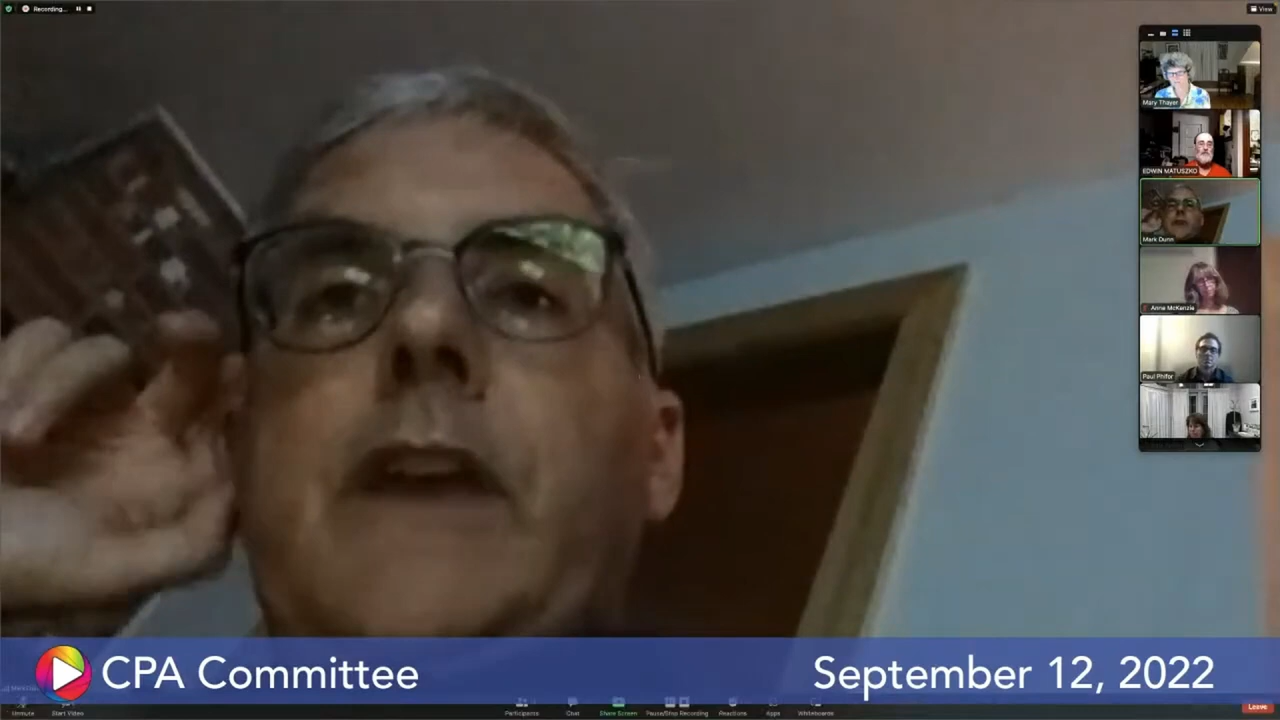 Recording...
View
Mary Thayer
EDWIN MATUSZKO
Mark Dunn
Anne McKenzie
Paul Phifer
CPA Committee
September 12, 2022
Unmute
Start Video
Participants
Chat
Share Screen
Pause/Stop Recording
Reactions
Apps
Whiteboards
Leave